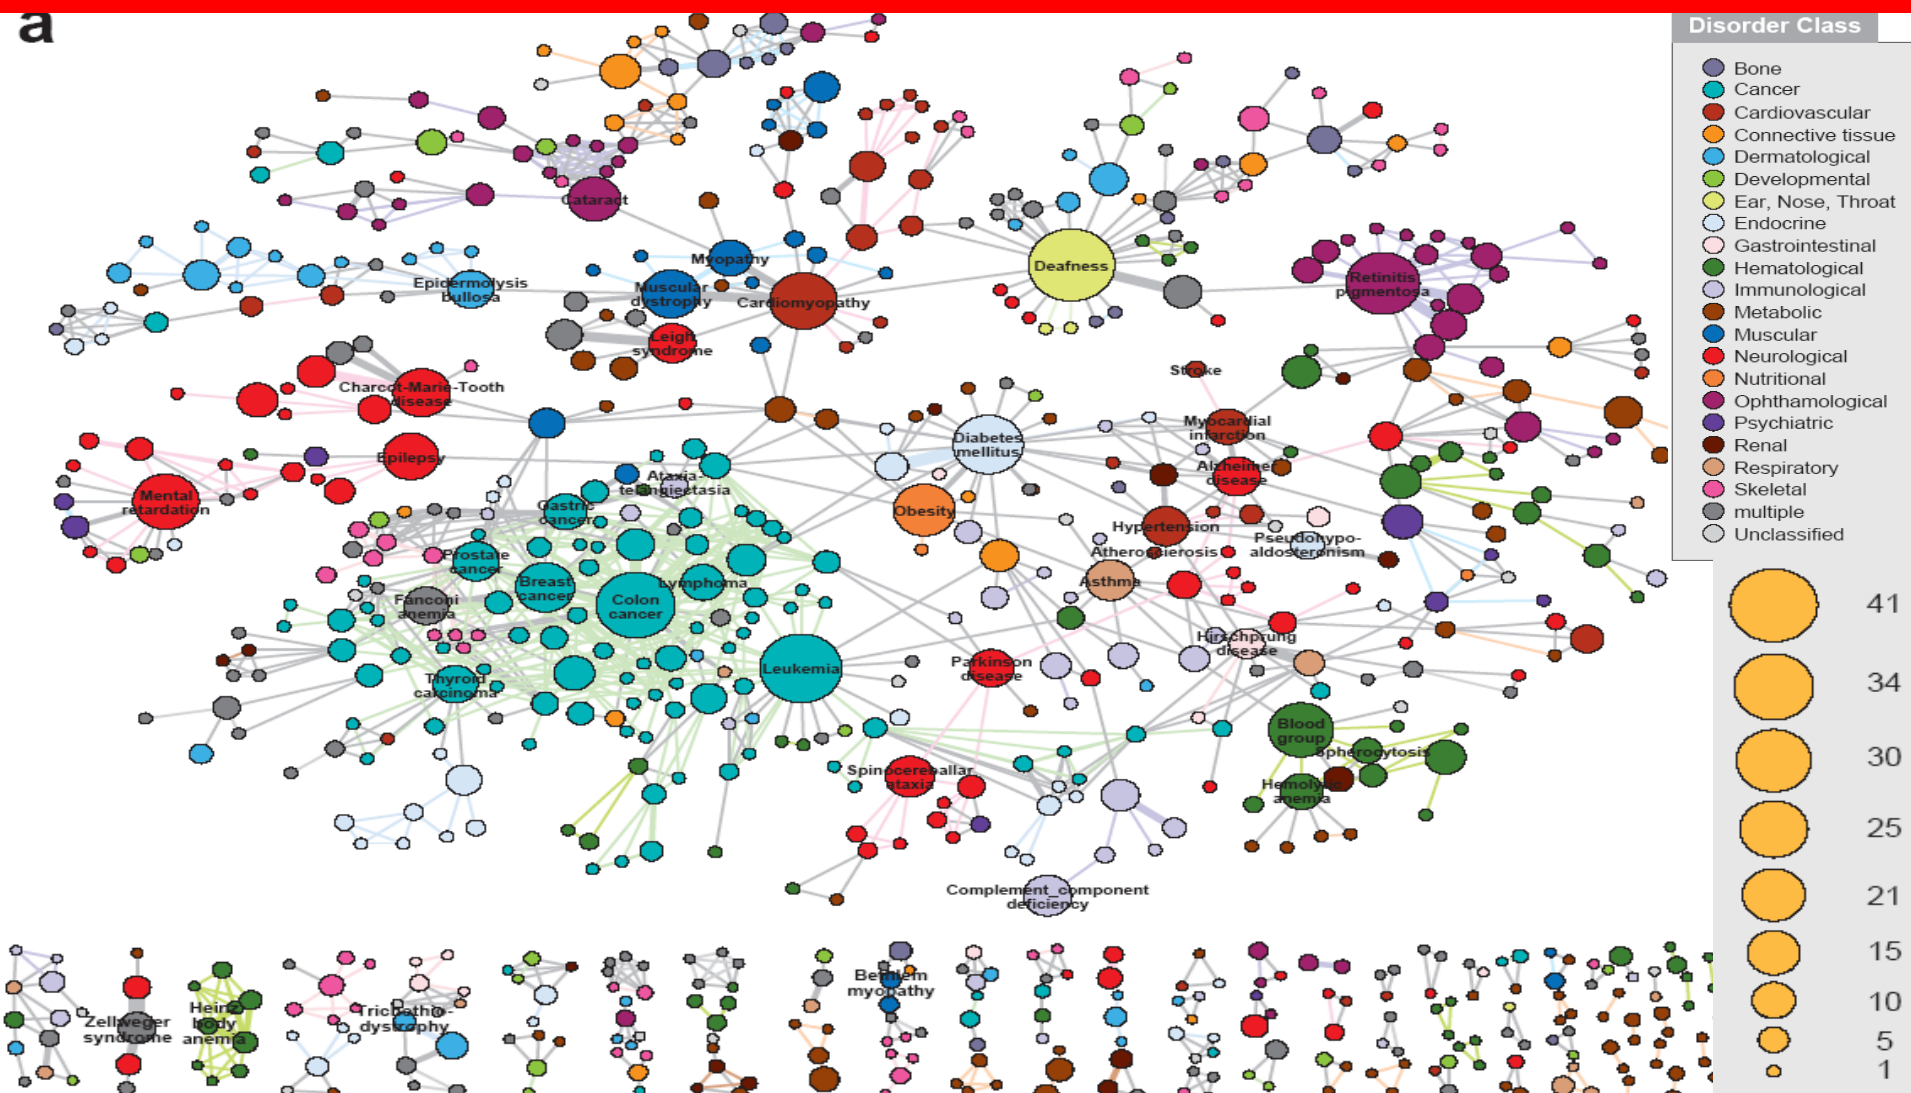 a
Disorder Class
Bone
Cancer
Cardiovascular
Connective tissue
Dermatological
Developmental
Ear, Nose, Throat
Endocrine
Gastrointestinal
Hematological
Immunological
Metabolic
Muscular
Neurological
Nutritional
Ophthamological
Psychiatric
Renal
Respiratory
Skeletal
multiple
Unclassified
41
34
30
25
21
15
10
5
1
Cataract
Myopathy
Deafness
Epidermolysis
bullosa
Muscular
dystrophy
Cardiomyopathy
Retinitis
pigmentosa
Leigh
syndrome
Charcot-Marie-Tooth
disease
Stroke
Myocardial
infarction
Diabetes
mellitus
Epilepsy
Alzheimer
disease
Mental
retardation
Ataxia-
telangiectasia
Gastric
cancer
Obesity
Hypertension
Pseudohypo-
aldosteronism
Atherosclerosis
Prostate
cancer
Breast
cancer
Lymphoma
Asthma
Fanconi
anemia
Colon
cancer
Hirschprung
disease
Parkinson
disease
Leukemia
Thyroid
carcinoma
Blood
group
Spherocytosis
Spinocereballar
ataxia
Hemolytic
anemia
Complement_component
deficiency
Zellweger
syndrome
Heinz
body
anemia
Trichothio-
dystrophy
Bethlem
myopathy